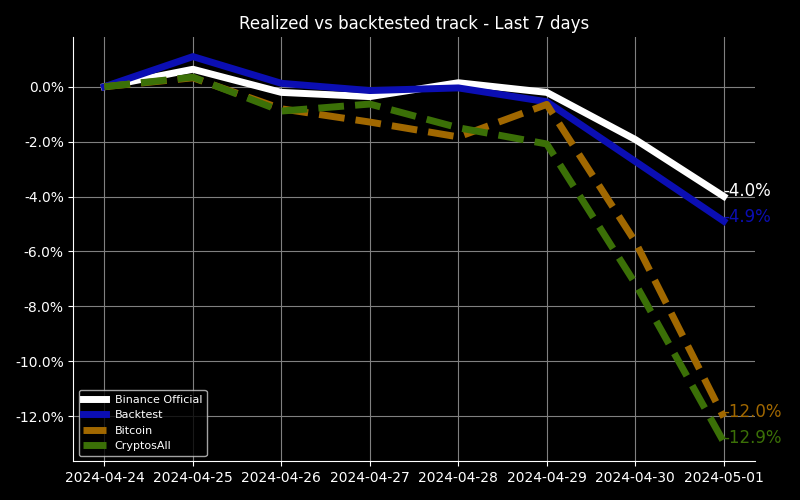 Realized vs backtested track - Last 7 days
0.0%
-2.0%
-4.0%
-6.0%
-8.0%
-10.0%
-12.0%
-4.0%
-4.9%
-12.0%
-12.9%
Binance Official
Backtest
Bitcoin
CryptosAll
2024-04-24 2024-04-25 2024-04-26 2024-04-27 2024-04-28 2024-04-29 2024-04-30 2024-05-01